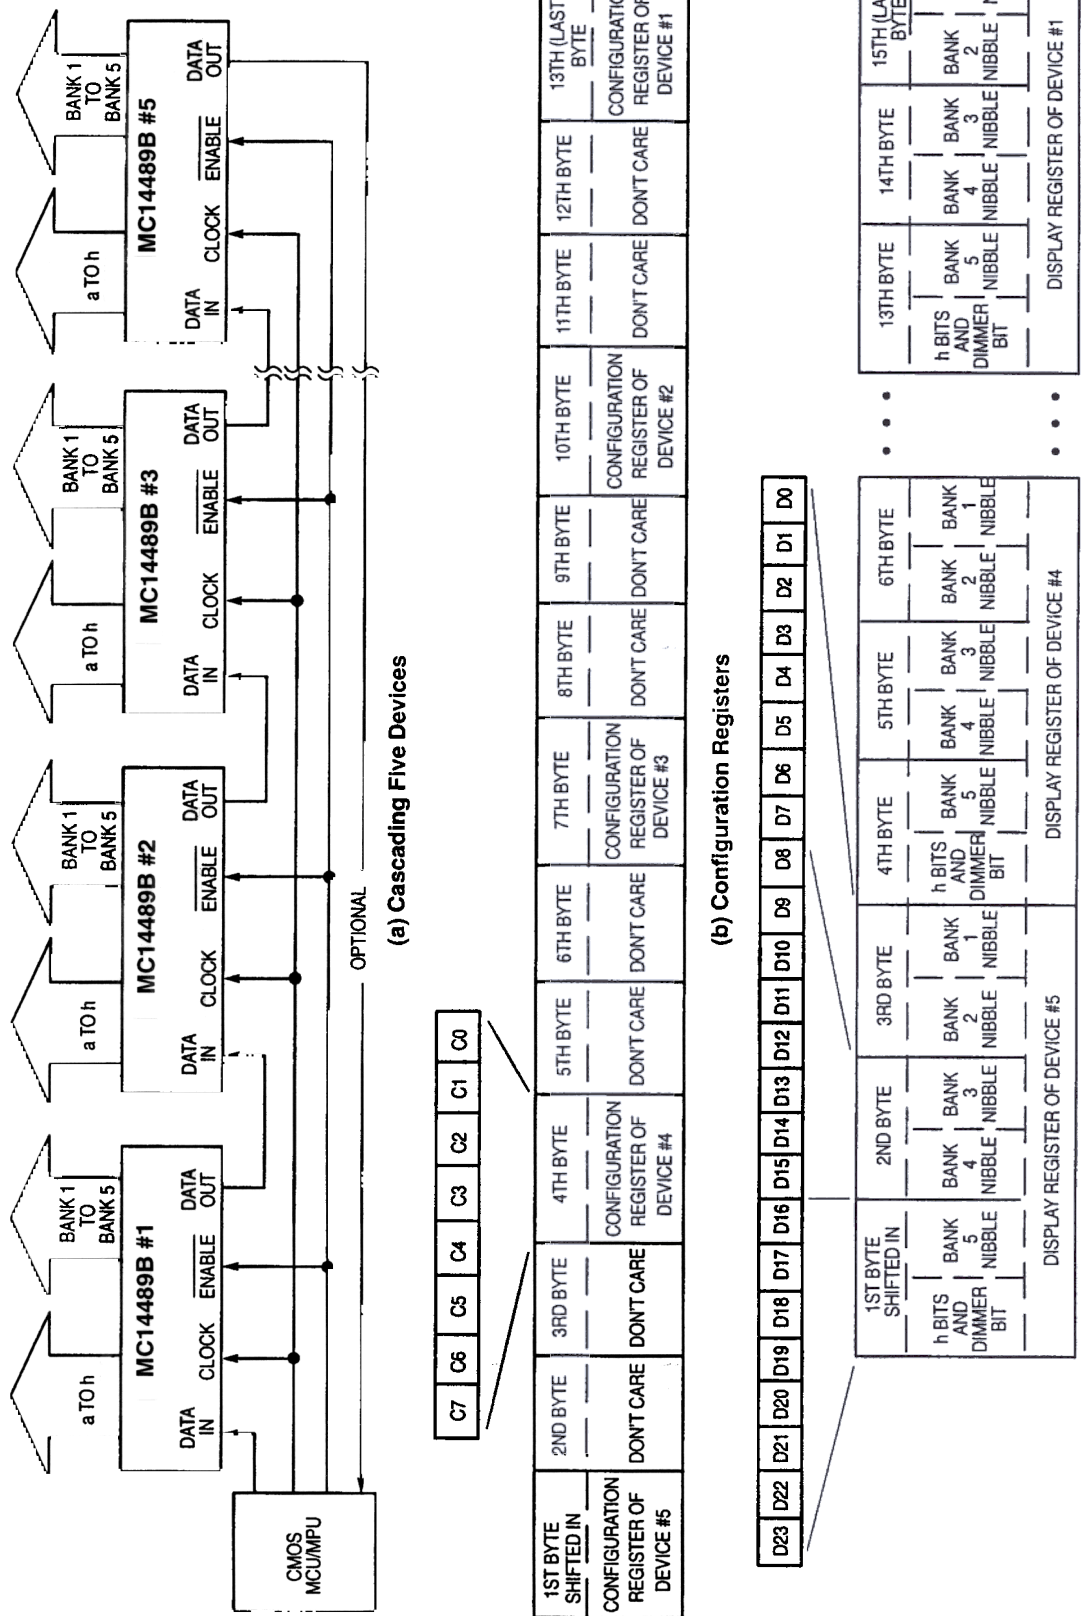 BANK 1
TO
BANK 5
a TO h
DATA
OUT
MC14489B #1
ENABLE
CLOCK
DATA
IN
BANK 1
TO
BANK 5
a TO h
DATA
OUT
MC14489B #2
ENABLE
CLOCK
DATA
IN
BANK 1
TO
BANK 5
a TO h
DATA
OUT
MC14489B #3
ENABLE
CLOCK
DATA
IN
BANK 1
TO
BANK 5
a TO h
DATA
OUT
MC14489B #5
ENABLE
CLOCK
DATA
IN
CMOS
MCU/MPU
OPTIONAL
(a) Cascading Five Devices
C7 C6 C5 C4 C3 C2 C1 C0
1ST BYTE
SHIFTED IN
CONFIGURATION
REGISTER OF
DEVICE #5
2ND BYTE
DON'T CARE
3RD BYTE
DON'T CARE
4TH BYTE
CONFIGURATION
REGISTER OF
DEVICE #4
5TH BYTE
DON'T CARE
6TH BYTE
DON'T CARE
7TH BYTE
CONFIGURATION
REGISTER OF
DEVICE #3
8TH BYTE
DON'T CARE
9TH BYTE
DON'T CARE
10TH BYTE
CONFIGURATION
REGISTER OF
DEVICE #2
11TH BYTE
DON'T CARE
12TH BYTE
DON'T CARE
13TH (LAST
BYTE
CONFIGURATIO
REGISTER OF
DEVICE #1
(b) Configuration Registers
D23 D22 D21 D20 D19 D18 D17 D16 D15 D14 D13 D12 D11 D10 D9 D8 D7 D6 D5 D4 D3 D2 D1 D0
1ST BYTE
SHIFTED IN
h BITS
AND
DIMMER
BIT
BANK
5
NIBBLE
2ND BYTE
BANK
4
NIBBLE
BANK
3
NIBBLE
3RD BYTE
BANK
2
NIBBLE
BANK
1
NIBBLE
DISPLAY REGISTER OF DEVICE #5
4TH BYTE
h BITS
AND
DIMMER
BIT
BANK
5
NIBBLE
5TH BYTE
BANK
4
NIBBLE
BANK
3
NIBBLE
6TH BYTE
BANK
2
NIBBLE
BANK
1
NIBBLE
DISPLAY REGISTER OF DEVICE #4
13TH BYTE
h BITS
AND
DIMMER
BIT
BANK
5
NIBBLE
14TH BYTE
BANK
4
NIBBLE
BANK
3
NIBBLE
15TH (LA
BYTE
BANK
2
NIBBLE
DISPLAY REGISTER OF DEVICE #1